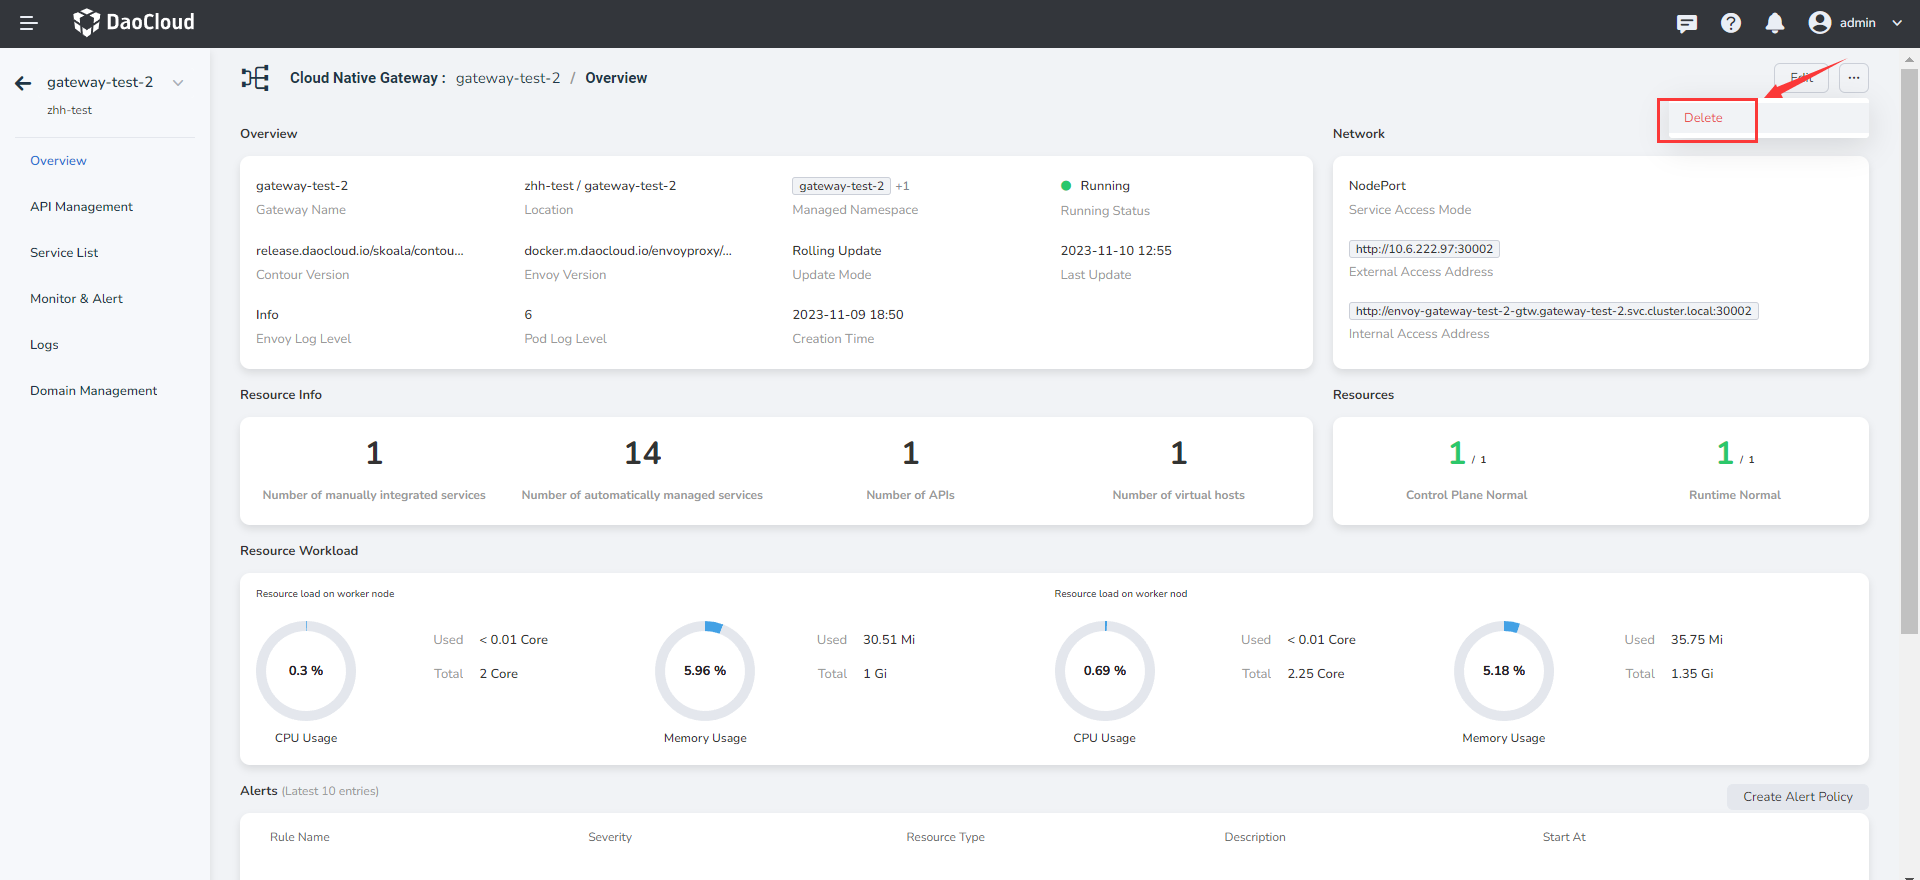 DaoCloud
admin
gateway-test-2
zhh-test
Overview
API Management
Service List
Monitor & Alert
Logs
Domain Management
Cloud Native Gateway : gateway-test-2 / Overview
Edit
...
Delete
Overview
gateway-test-2
Gateway Name
zhh-test / gateway-test-2
Location
gateway-test-2 +1
Managed Namespace
Running
Running Status
release.daocloud.io/skoala/contou...
Contour Version
docker.m.daocloud.io/envoyproxy/...
Envoy Version
Rolling Update
Update Mode
2023-11-10 12:55
Last Update
Info
Envoy Log Level
6
Pod Log Level
2023-11-09 18:50
Creation Time
Network
NodePort
Service Access Mode
http://10.6.222.97:30002
External Access Address
http://envoy-gateway-test-2-gtw.gateway-test-2.svc.cluster.local:30002
Internal Access Address
Resource Info
1
Number of manually integrated services
14
Number of automatically managed services
1
Number of APIs
1
Number of virtual hosts
Resources
1 / 1
Control Plane Normal
1 / 1
Runtime Normal
Resource Workload
Resource load on worker node
0.3 %
CPU Usage
Used < 0.01 Core
Total 2 Core
5.96 %
Memory Usage
Used 30.51 Mi
Total 1 Gi
Resource load on worker nod
0.69 %
CPU Usage
Used < 0.01 Core
Total 2.25 Core
5.18 %
Memory Usage
Used 35.75 Mi
Total 1.35 Gi
Alerts (Latest 10 entries)
Create Alert Policy
Rule Name Severity Resource Type Description Start At